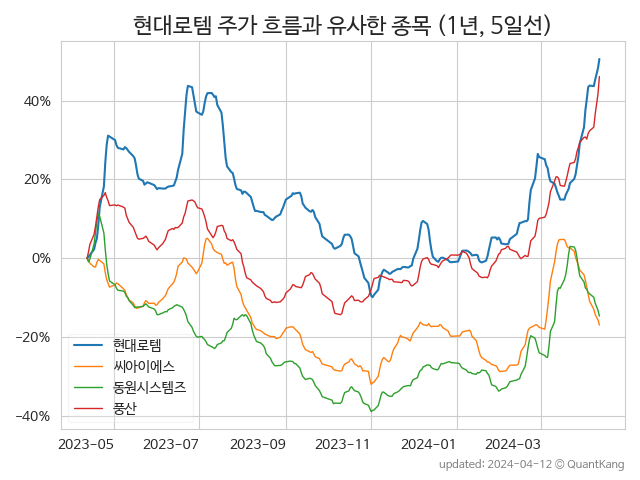 현대로템 주가 흐름과 유사한 종목 (1년, 5일선)
40%
20%
0%
−20%
−40%
현대로템
씨아이에스
동원시스템즈
풍산
2023-05 2023-07 2023-09 2023-11 2024-01 2024-03
updated: 2024-04-12 © QuantKang